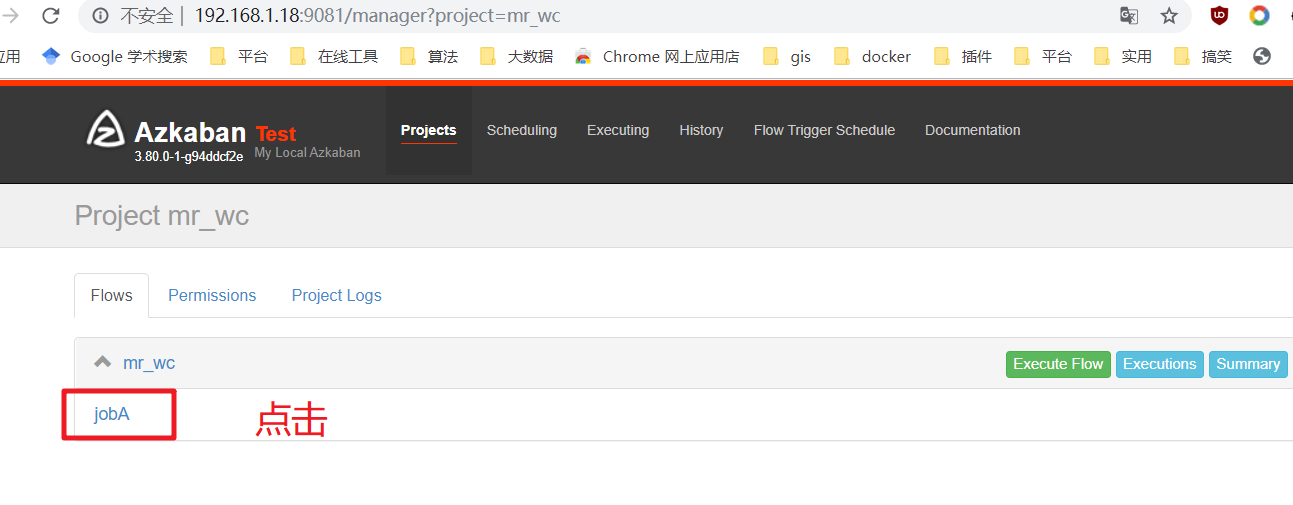 不安全 192.168.1.18:9081/manager?project=mr_wc
应用 Google 学术搜索 平台 在线工具 算法 大数据 Chrome 网上应用店 gis docker 插件 平台 实用 搞笑
Azkaban Test Projects Scheduling Executing History Flow Trigger Schedule Documentation
3.80.0-1-g94ddcf2e My Local Azkaban
Project mr_wc
Flows Permissions Project Logs
mr_wc Execute Flow Executions Summary
jobA 点击